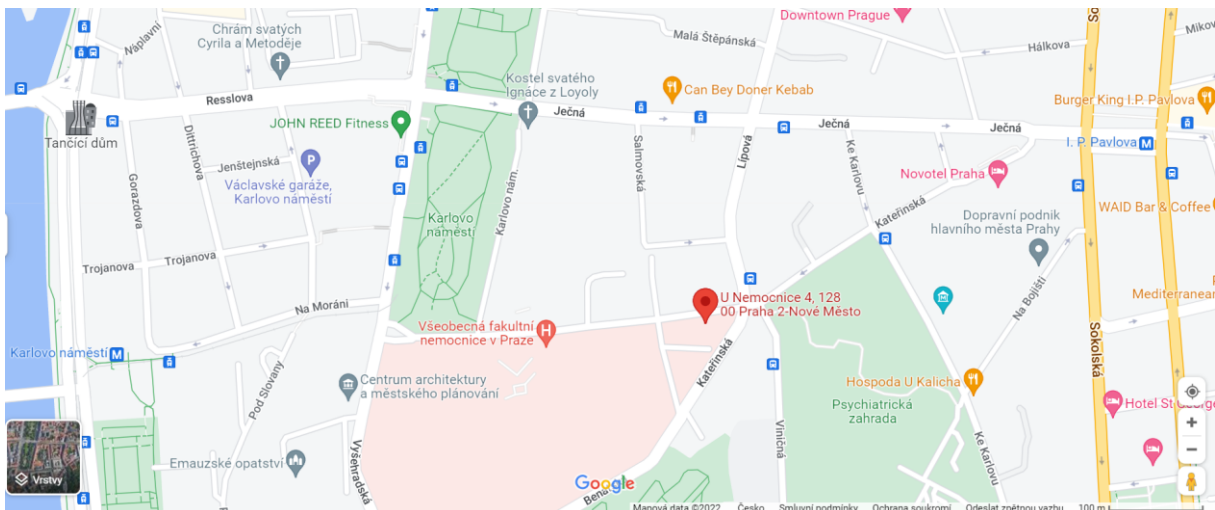 Downtown Prague
Náplavní
Chrám svatých
Cyrila a Metoděje
Malá Štěpánská
Hálkova
Kostel svatého
Ignáce z Loyoly
Can Bey Doner Kebab
Burger King I.P. Pavlova
Resslova
Ječná
Ječná
Ječná
JOHN REED Fitness
Tančící dům
I. P. Pavlova
M
Dittrichova
Jenštejnská
P
Václavské garáže,
Karlovo náměstí
Gorazdova
Salmovská
Lípová
Ke Karlovu
Novotel Praha
Kateřinská
WAID Bar & Coffee
Karlovo
náměstí
Karlovo nám.
Dopravní podnik
hlavního města Prahy
Trojanova
Trojanova
Na Moráni
U Nemocnice 4, 128
00 Praha 2-Nové Město
Na Bojišti
Mediterranean
Všeobecná fakultní
nemocnice v Praze
H
Sokolská
Karlovo náměstí
M
Centrum architektury
a městského plánování
Pod Slovany
Kateřinská
Hospoda U Kalicha
Psychiatrická
zahrada
Viničná
Ke Karlovu
Vyšehradská
Emauzské opatství
Vrstvy
Google
Mapová data ©2022
Česko
Smluvní podmínky
Ochrana soukromí
Odeslat zpětnou vazbu
100 m